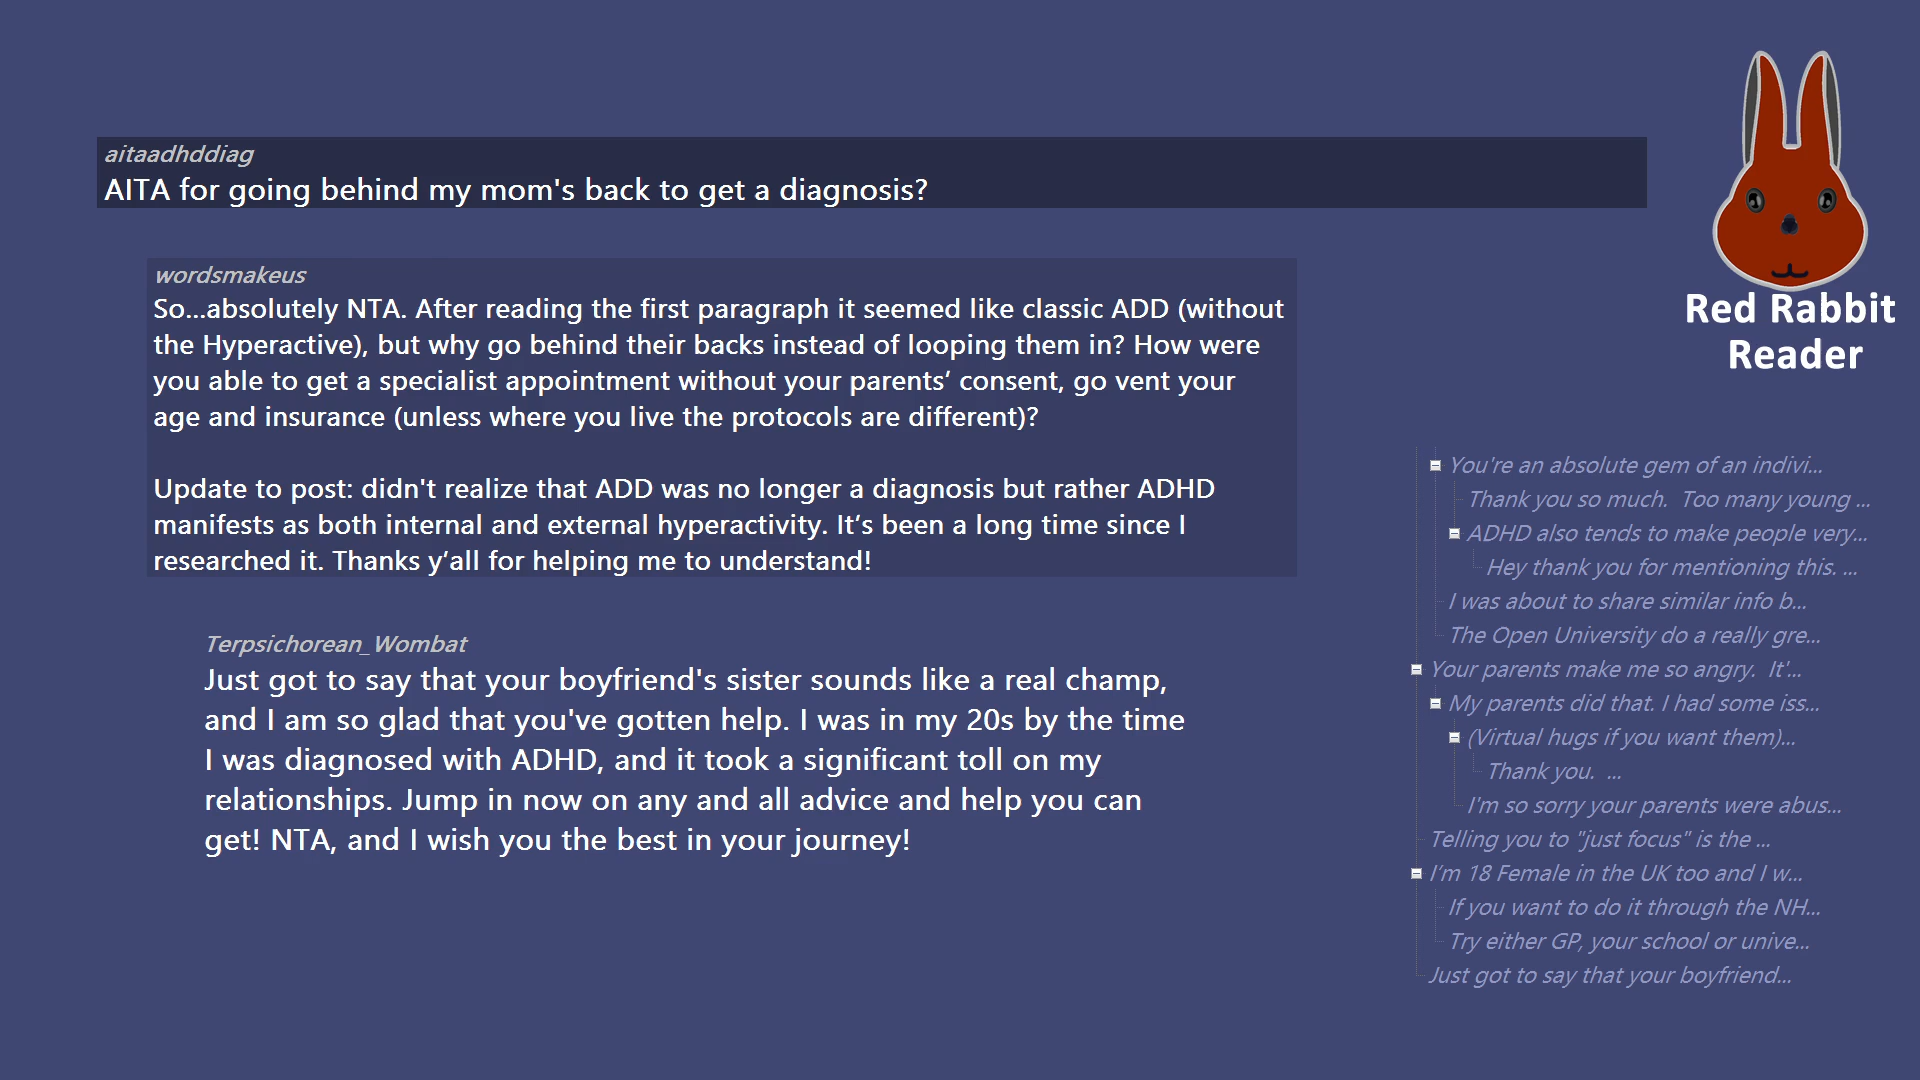 aitaadhddiag
AITA for going behind my mom's back to get a diagnosis?
wordsmakeus
So...absolutely NTA. After reading the first paragraph it seemed like classic ADD (without
the Hyperactive), but why go behind their backs instead of looping them in? How were
you able to get a specialist appointment without your parents’ consent, go vent your
age and insurance (unless where you live the protocols are different)?
Update to post: didn't realize that ADD was no longer a diagnosis but rather ADHD
manifests as both internal and external hyperactivity. It’s been a long time since I
researched it. Thanks y’all for helping me to understand!
Terpsichorean_Wombat
Just got to say that your boyfriend's sister sounds like a real champ,
and I am so glad that you've gotten help. I was in my 20s by the time
I was diagnosed with ADHD, and it took a significant toll on my
relationships. Jump in now on any and all advice and help you can
get! NTA, and I wish you the best in your journey!
Red Rabbit
Reader
You're an absolute gem of an indivi...
Thank you so much.  Too many young ...
ADHD also tends to make people very...
Hey thank you for mentioning this. ...
I was about to share similar info b...
The Open University do a really gre...
Your parents make me so angry.  It'...
My parents did that. I had some iss...
(Virtual hugs if you want them)...
Thank you.  ...
I'm so sorry your parents were abus...
Telling you to "just focus" is the ...
I’m 18 Female in the UK too and I w...
If you want to do it through the NH...
Try either GP, your school or unive...
Just got to say that your boyfriend...